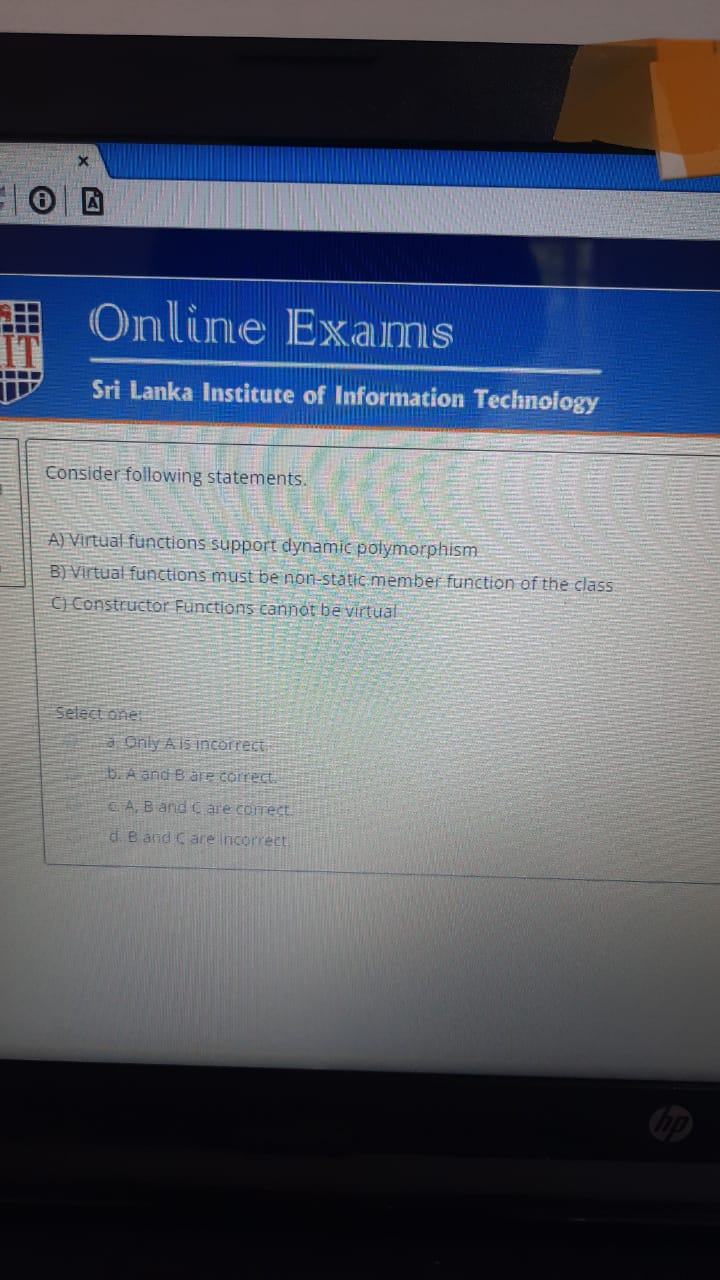 x
IT
Online Exams
Sri Lanka Institute of Information Technology
Consider following statements.
A) Virtual functions support dynamic polymorphism
B) Virtual functions must be non-static member function of the class
C) Constructor Functions cannot be virtual
Select one:
a. Only A is incorrect.
b. A and B are correct.
c. A, B and C are correct.
d. B and C are incorrect.
hp